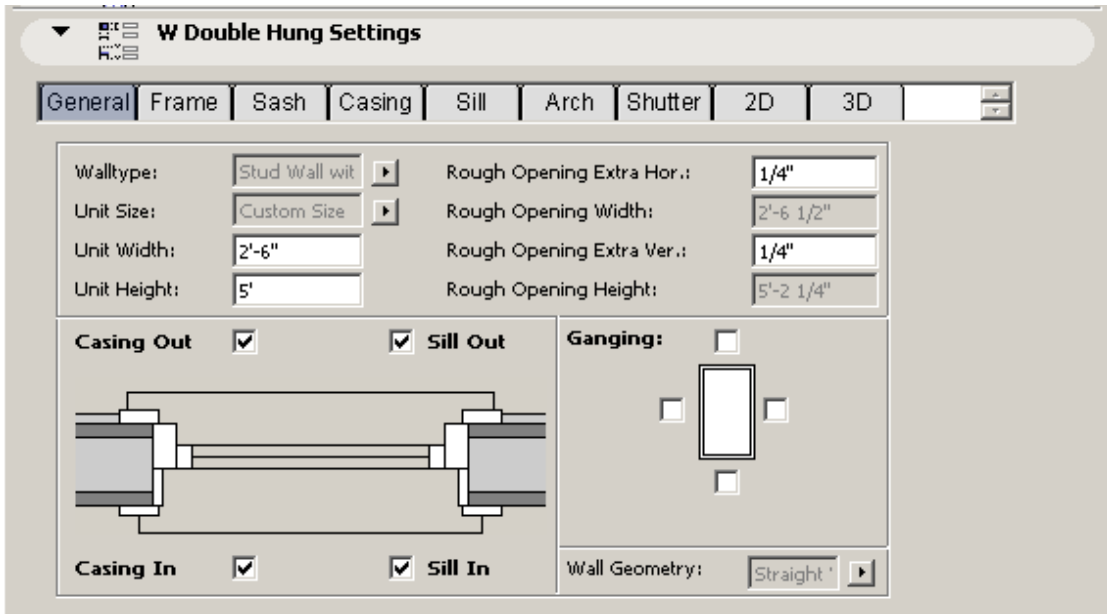 W Double Hung Settings
General Frame Sash Casing Sill Arch Shutter 2D 3D
Walltype: Stud Wall wit Rough Opening Extra Hor.: 1/4"
Unit Size: Custom Size Rough Opening Width: 2'-6 1/2"
Unit Width: 2'-6" Rough Opening Extra Ver.: 1/4"
Unit Height: 5' Rough Opening Height: 5'-2 1/4"
Casing Out Sill Out Ganging:
Casing In Sill In Wall Geometry: Straight '